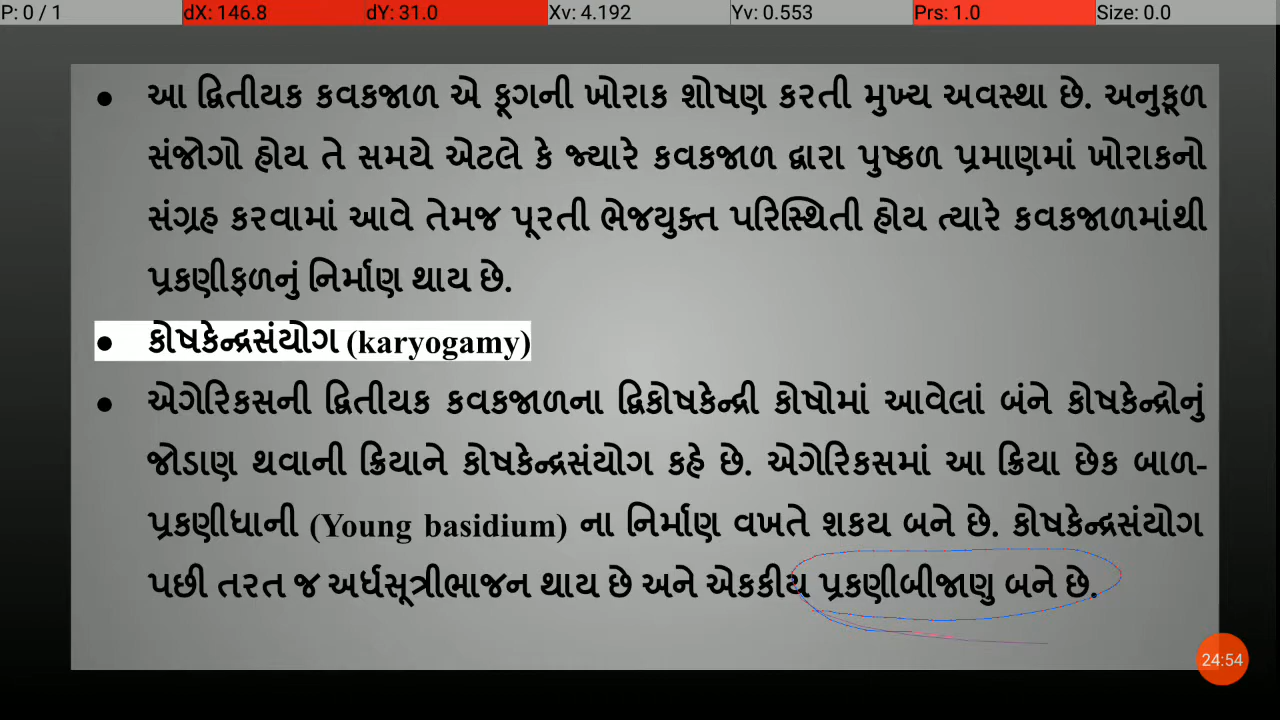 P: 0 / 1 dX: 146.8 dY: 31.0 Xv: 4.192 Yv: 0.553 Prs: 1.0 Size: 0.0
● આ દ્વિતીયક કવકજાળ એ ફૂગની ખોરાક શોષણ કરતી મુખ્ય અવસ્થા છે. અનુકૂળ
સંજોગો હોય તે સમયે એટલે કે જ્યારે કવકજાળ દ્વારા પુષ્કળ પ્રમાણમાં ખોરાકનો
સંગ્રહ કરવામાં આવે તેમજ પૂરતી ભેજયુક્ત પરિસ્થિતી હોય ત્યારે કવકજાળમાંથી
પ્રકણીફળનું નિર્માણ થાય છે.
● કોષકેન્દ્રસંયોગ (karyogamy)
● એગેરિકસની દ્વિતીયક કવકજાળના દ્વિકોષકેન્દ્રી કોષોમાં આવેલાં બંને કોષકેન્દ્રોનું
જોડાણ થવાની ક્રિયાને કોષકેન્દ્રસંયોગ કહે છે. એગેરિકસમાં આ ક્રિયા છેક બાળ-
પ્રકણીધાની (Young basidium) ના નિર્માણ વખતે શકય બને છે. કોષકેન્દ્રસંયોગ
પછી તરત જ અર્ધસૂત્રીભાજન થાય છે અને એકકીય પ્રકણીબીજાણુ બને છે.
24:54